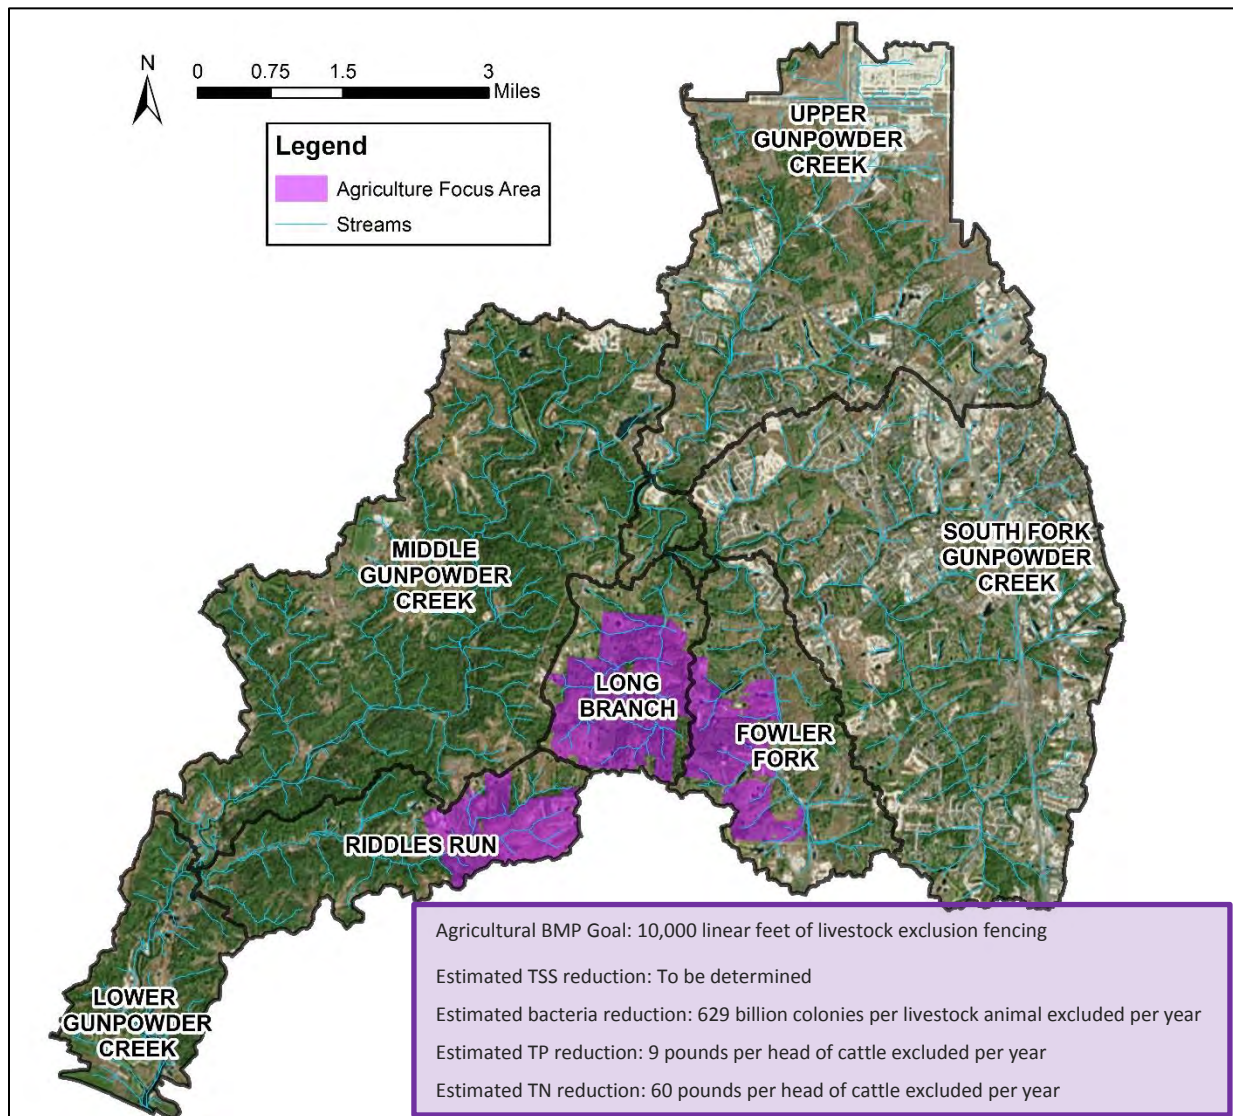 N
0 0.75 1.5 3
Miles
Legend
Agriculture Focus Area
Streams
UPPER
GUNPOWDER
CREEK
SOUTH FORK
GUNPOWDER
CREEK
MIDDLE
GUNPOWDER
CREEK
LONG
BRANCH
FOWLER
FORK
RIDDLES RUN
LOWER
GUNPOWDER
CREEK
Agricultural BMP Goal: 10,000 linear feet of livestock exclusion fencing
Estimated TSS reduction: To be determined
Estimated bacteria reduction: 629 billion colonies per livestock animal excluded per year
Estimated TP reduction: 9 pounds per head of cattle excluded per year
Estimated TN reduction: 60 pounds per head of cattle excluded per year